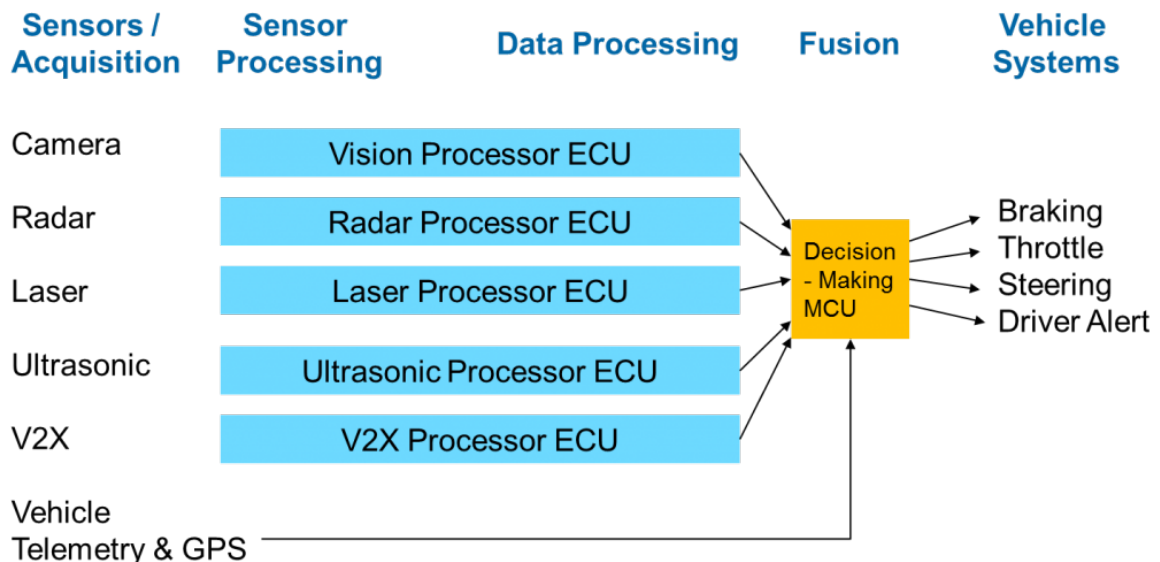 Sensors /
Acquisition
Sensor
Processing
Data Processing
Fusion
Vehicle
Systems
Camera
Vision Processor ECU
Radar
Radar Processor ECU
Laser
Laser Processor ECU
Ultrasonic
Ultrasonic Processor ECU
V2X
V2X Processor ECU
Vehicle
Telemetry & GPS
Decision
- Making
MCU
Braking
Throttle
Steering
Driver Alert